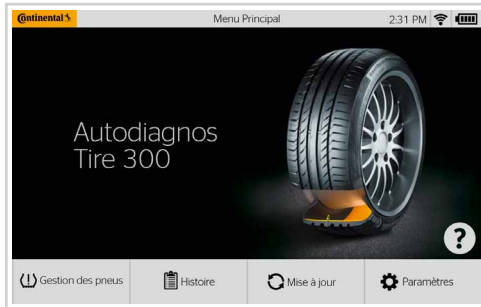 Continental
Menu Principal
2:31 PM
Autodiagnos
Tire 300
?
Gestion des pneus
Histoire
Mise à jour
Paramètres